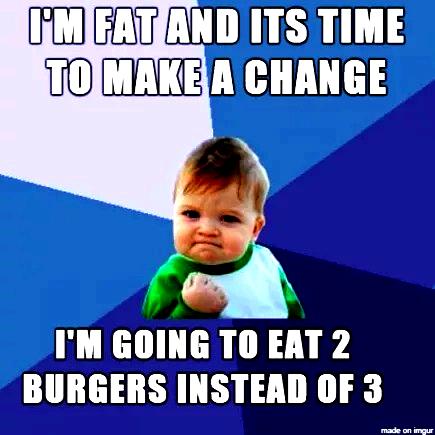 I'M FAT AND ITS TIME
TO MAKE A CHANGE
I'M GOING TO EAT 2
BURGERS INSTEAD OF 3
made on imgur